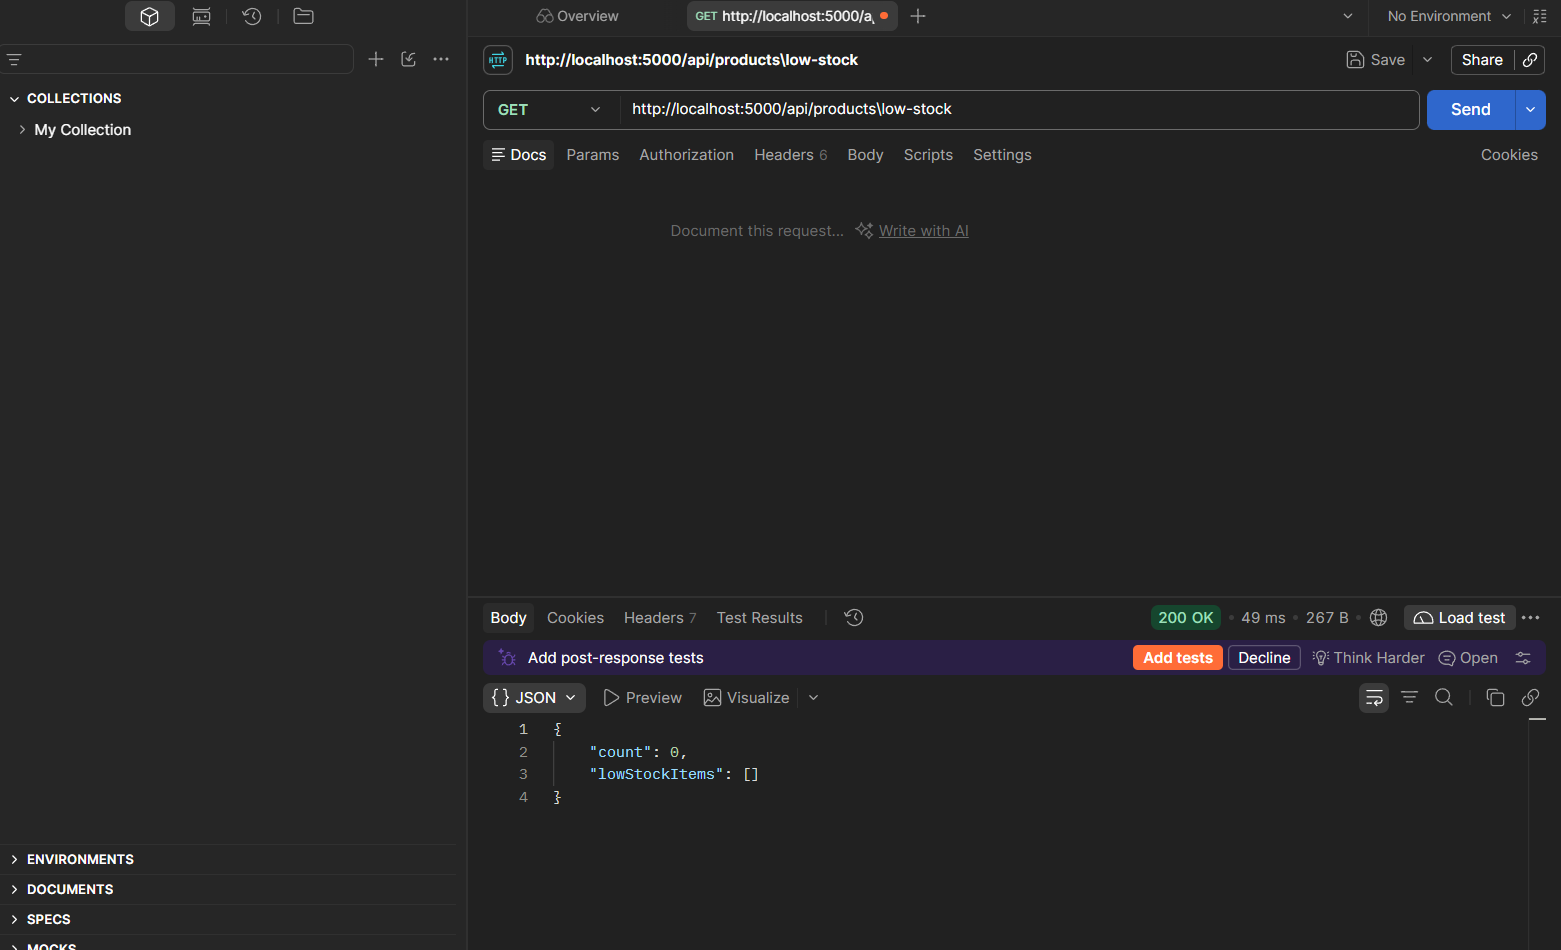 Overview
GET http://localhost:5000/a
No Environment
HTTP
http://localhost:5000/api/products\low-stock
Save
Share
COLLECTIONS
My Collection
GET
http://localhost:5000/api/products\low-stock
Send
Docs
Params
Authorization
Headers 6
Body
Scripts
Settings
Cookies
Document this request...
Write with AI
Body
Cookies
Headers 7
Test Results
200 OK
49 ms
267 B
Load test
Add post-response tests
Add tests
Decline
Think Harder
Open
{} JSON
Preview
Visualize
1 {
2 "count": 0,
3 "lowStockItems": []
4 }
ENVIRONMENTS
DOCUMENTS
SPECS
MOCKS